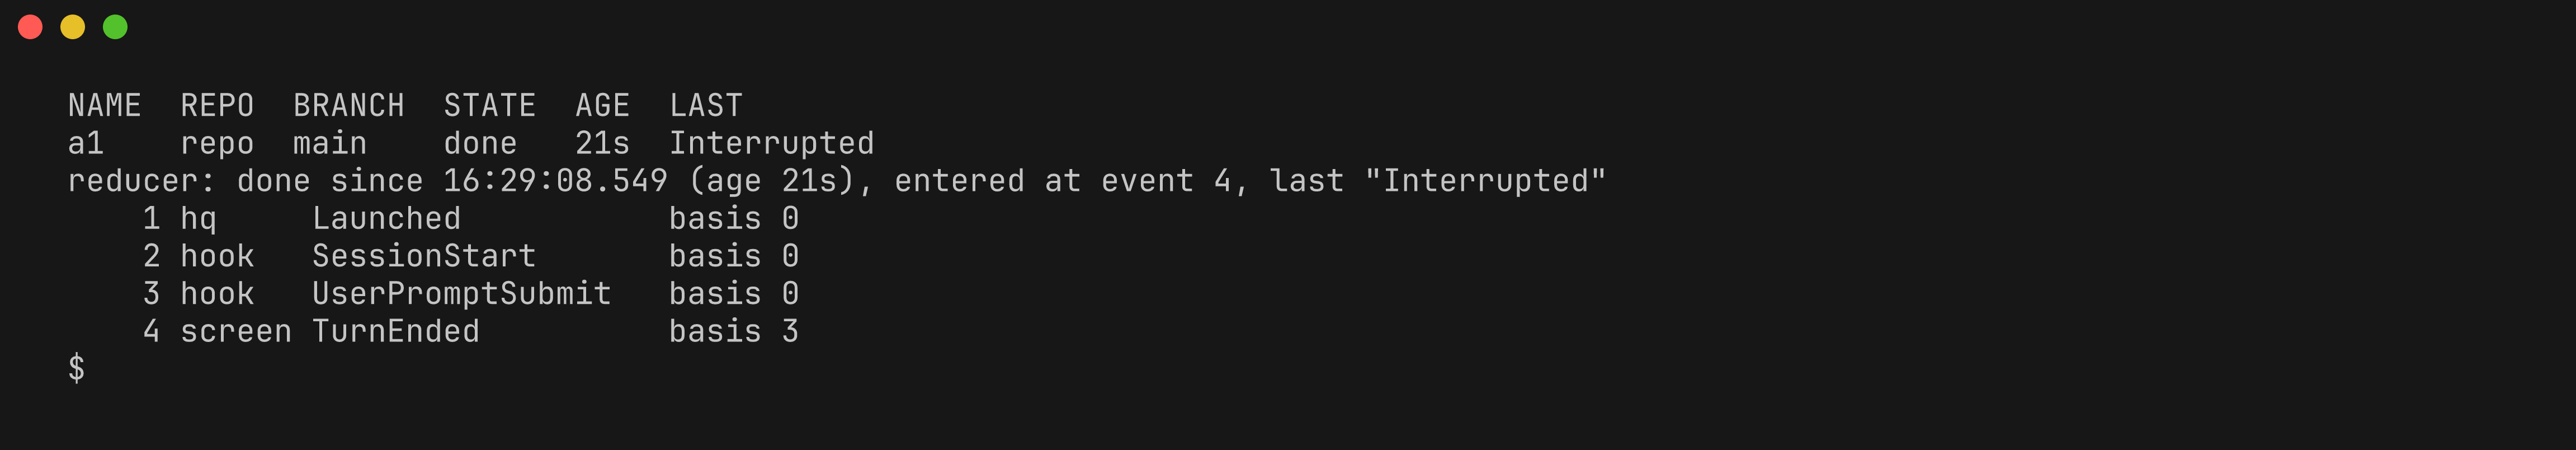 NAME  REPO  BRANCH  STATE  AGE  LAST
a1    repo  main    done   21s  Interrupted
reducer: done since 16:29:08.549 (age 21s), entered at event 4, last "Interrupted"
    1 hq     Launched           basis 0
    2 hook   SessionStart       basis 0
    3 hook   UserPromptSubmit   basis 0
    4 screen TurnEnded          basis 3
$